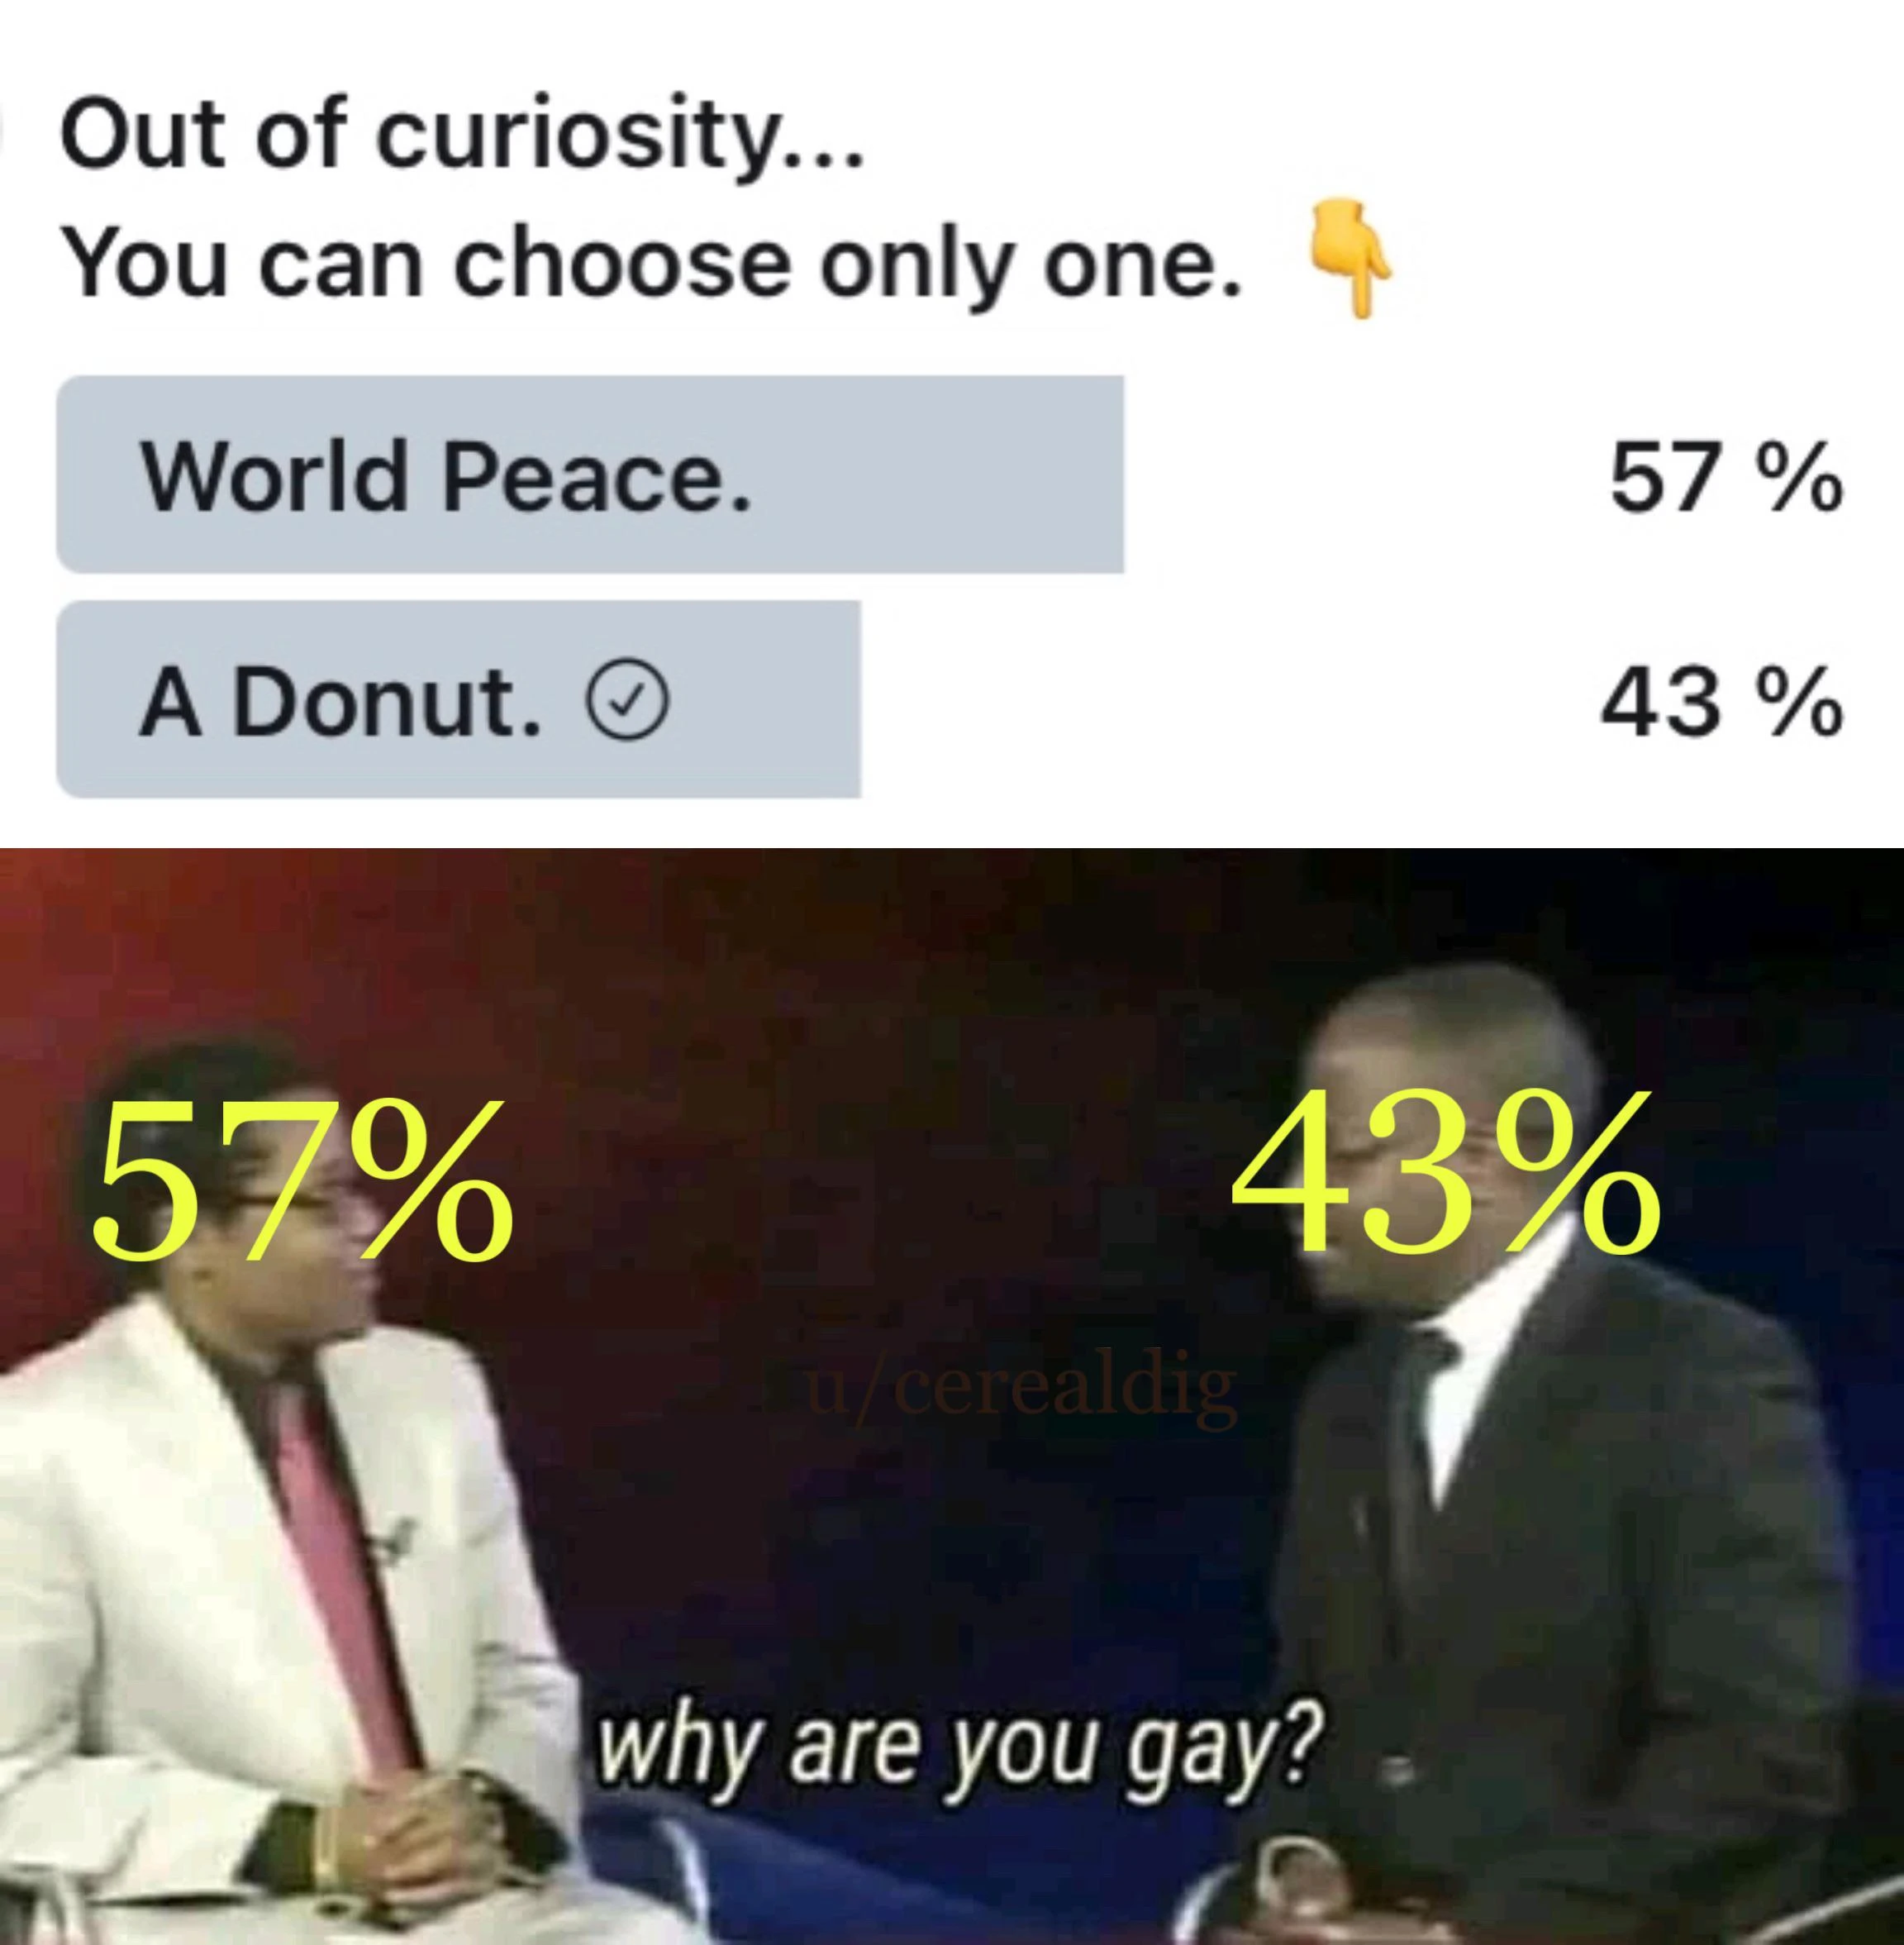 Out of curiosity...
You can choose only one. 👇
World Peace. 57 %
A Donut. 43 %
57% 43%
u/cerealdig
why are you gay?